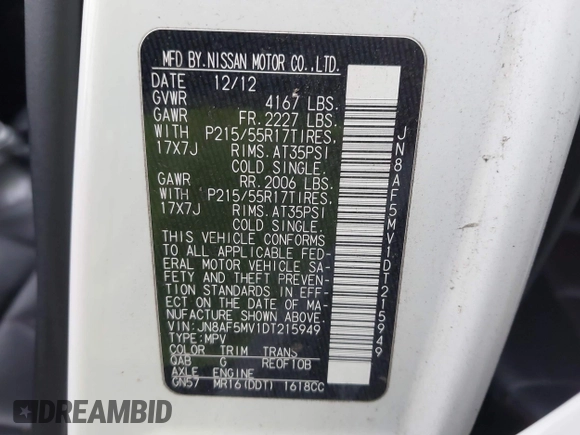 MFD BY.NISSAN MOTOR CO.,LTD.
DATE 12/12
GVWR 4167 LBS.
GAWR FR. 2227 LBS.
WITH P215/55R17TIRES,
17X7J RIMS. AT35PSI
COLD SINGLE.
GAWR RR. 2006 LBS.
WITH P215/55R17TIRES,
17X7J RIMS. AT35PSI
COLD SINGLE.
THIS VEHICLE CONFORMS
TO ALL APPLICABLE FED-
ERAL MOTOR VEHICLE SA-
FETY AND THEFT PREVEN-
TION STANDARDS IN EFFECT
ON THE DATE OF MA-
NUFACTURE SHOWN ABOVE.
VIN:JN8AF5MV1DT215949
TYPE:MPV
COLOR TRIM TRANS
QAB G RE0F10B
AXLE ENGINE
GN57 MR16(DDT) 1618CC
JN8AF5MV1DT215949
DREAMBID